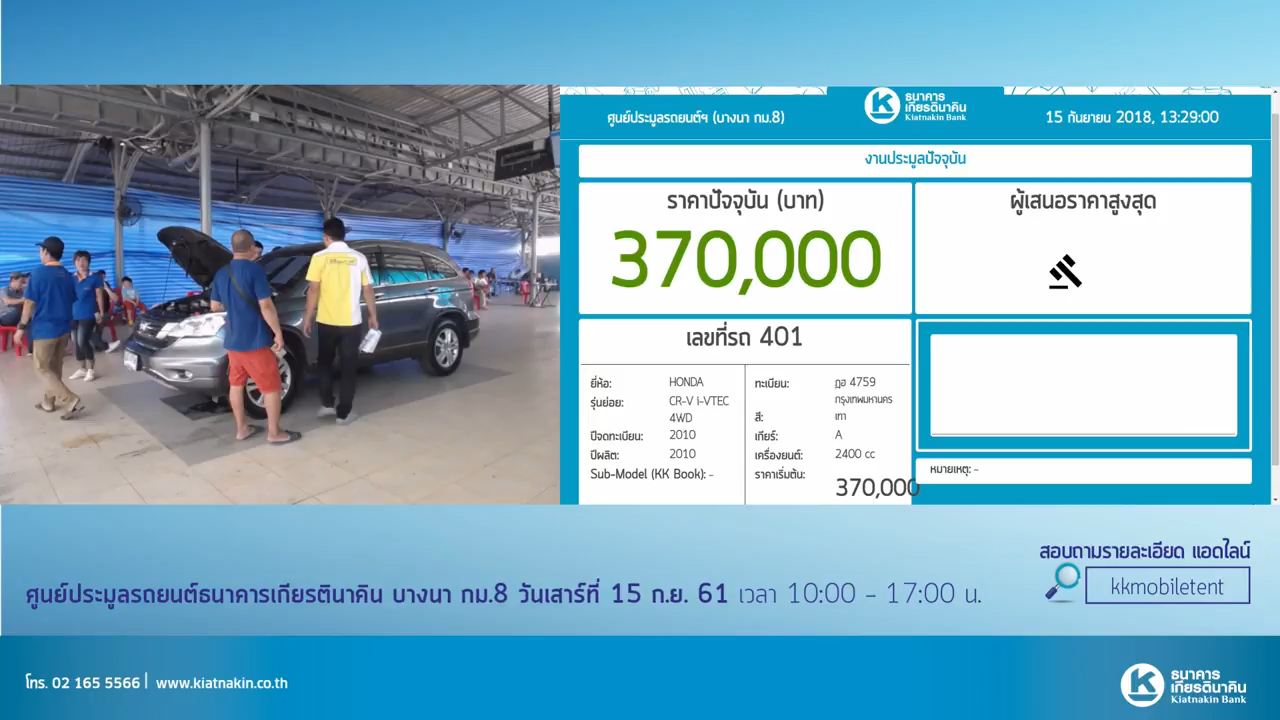 ศูนย์ประมูลรถยนต์ฯ (บางนา กม.8)
ธนาคาร
เกียรตินาคิน
Kiatnakin Bank
15 กันยายน 2018, 13:29:00
งานประมูลปัจจุบัน
ราคาปัจจุบัน (บาท)
370,000
ผู้เสนอราคาสูงสุด
เลขที่รถ 401
ยี่ห้อ: HONDA
รุ่นย่อย: CR-V i-VTEC
4WD
ปีจดทะเบียน: 2010
ปีผลิต: 2010
Sub-Model (KK Book): -
ทะเบียน: ฎฮ 4759
กรุงเทพมหานคร
สี: เทา
เกียร์: A
เครื่องยนต์: 2400 cc
ราคาเริ่มต้น: 370,000
หมายเหตุ: -
สอบถามรายละเอียด แอดไลน์
kkmobiletent
ศูนย์ประมูลรถยนต์ธนาคารเกียรตินาคิน บางนา กม.8 วันเสาร์ที่ 15 ก.ย. 61 เวลา 10:00 - 17:00 น.
โทร. 02 165 5566 | www.kiatnakin.co.th
ธนาคาร
เกียรตินาคิน
Kiatnakin Bank